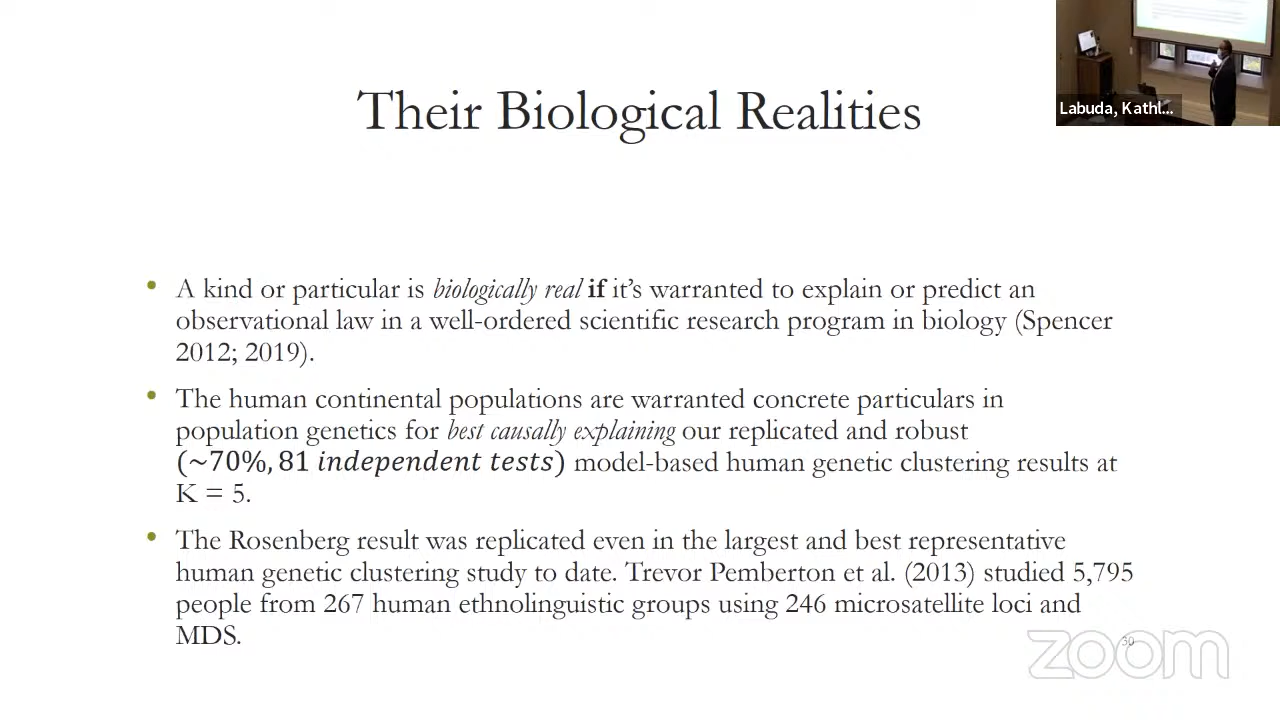 Labuda, Kathl...
Their Biological Realities
• A kind or particular is biologically real if it’s warranted to explain or predict an
observational law in a well-ordered scientific research program in biology (Spencer
2012; 2019).
• The human continental populations are warranted concrete particulars in
population genetics for best causally explaining our replicated and robust
(~70%, 81 independent tests) model-based human genetic clustering results at
K = 5.
• The Rosenberg result was replicated even in the largest and best representative
human genetic clustering study to date. Trevor Pemberton et al. (2013) studied 5,795
people from 267 human ethnolinguistic groups using 246 microsatellite loci and
MDS.
30
zoom